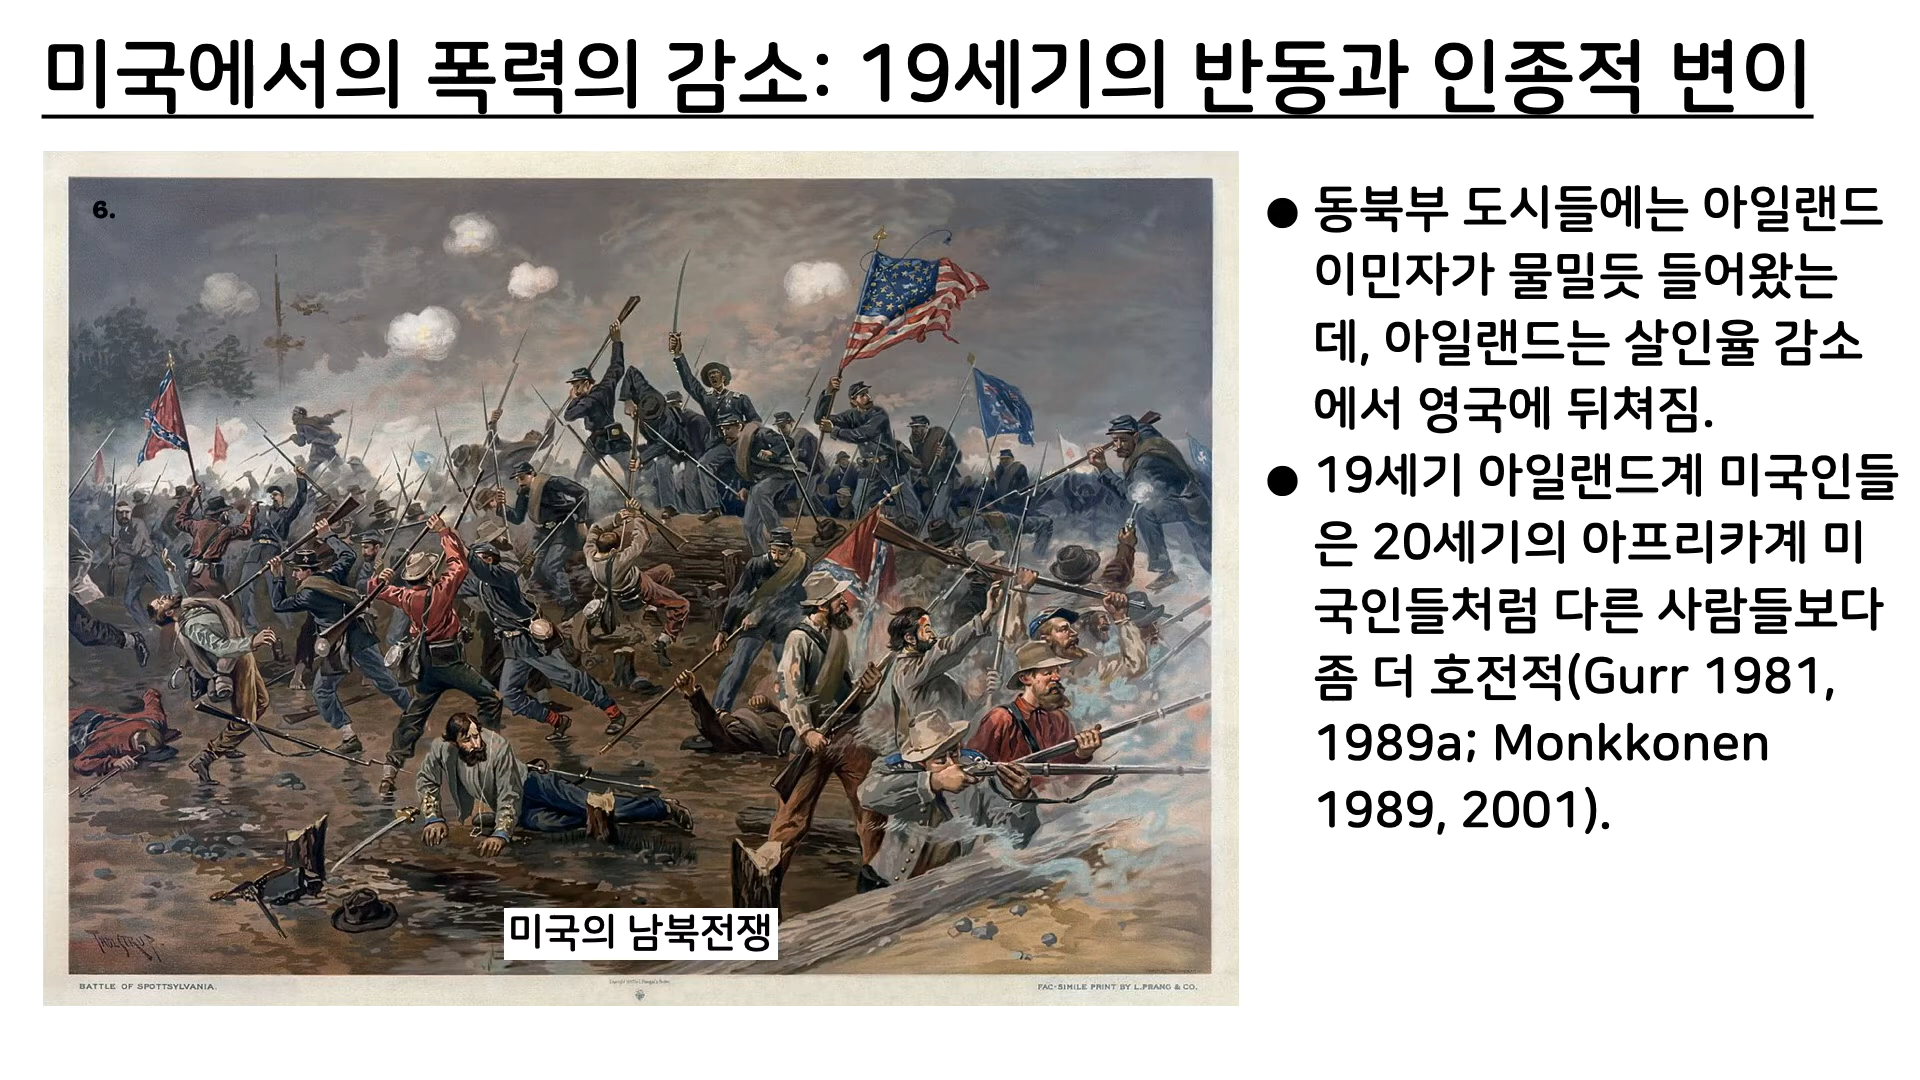 미국에서의 폭력의 감소: 19세기의 반동과 인종적 변이
6.
미국의 남북전쟁
BATTLE OF SPOTTSYLVANIA.
FAC-SIMILE PRINT BY L.PRANG & CO.
● 동북부 도시들에는 아일랜드
이민자가 물밀듯 들어왔는
데, 아일랜드는 살인율 감소
에서 영국에 뒤쳐짐.
● 19세기 아일랜드계 미국인들
은 20세기의 아프리카계 미
국인들처럼 다른 사람들보다
좀 더 호전적(Gurr 1981,
1989a; Monkkonen
1989, 2001).